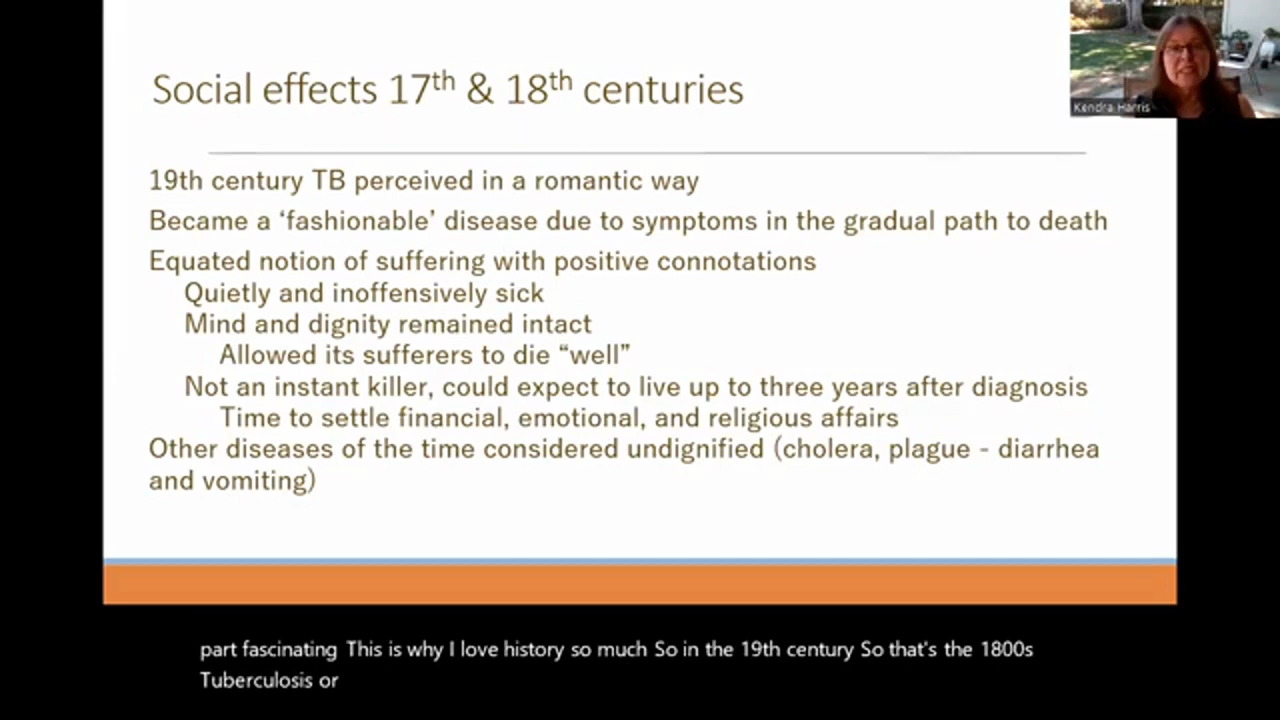 Social effects 17th & 18th centuries
Kendra Harris
19th century TB perceived in a romantic way
Became a ‘fashionable’ disease due to symptoms in the gradual path to death
Equated notion of suffering with positive connotations
Quietly and inoffensively sick
Mind and dignity remained intact
Allowed its sufferers to die “well”
Not an instant killer, could expect to live up to three years after diagnosis
Time to settle financial, emotional, and religious affairs
Other diseases of the time considered undignified (cholera, plague - diarrhea
and vomiting)
part fascinating This is why I love history so much So in the 19th century So that's the 1800s
Tuberculosis or